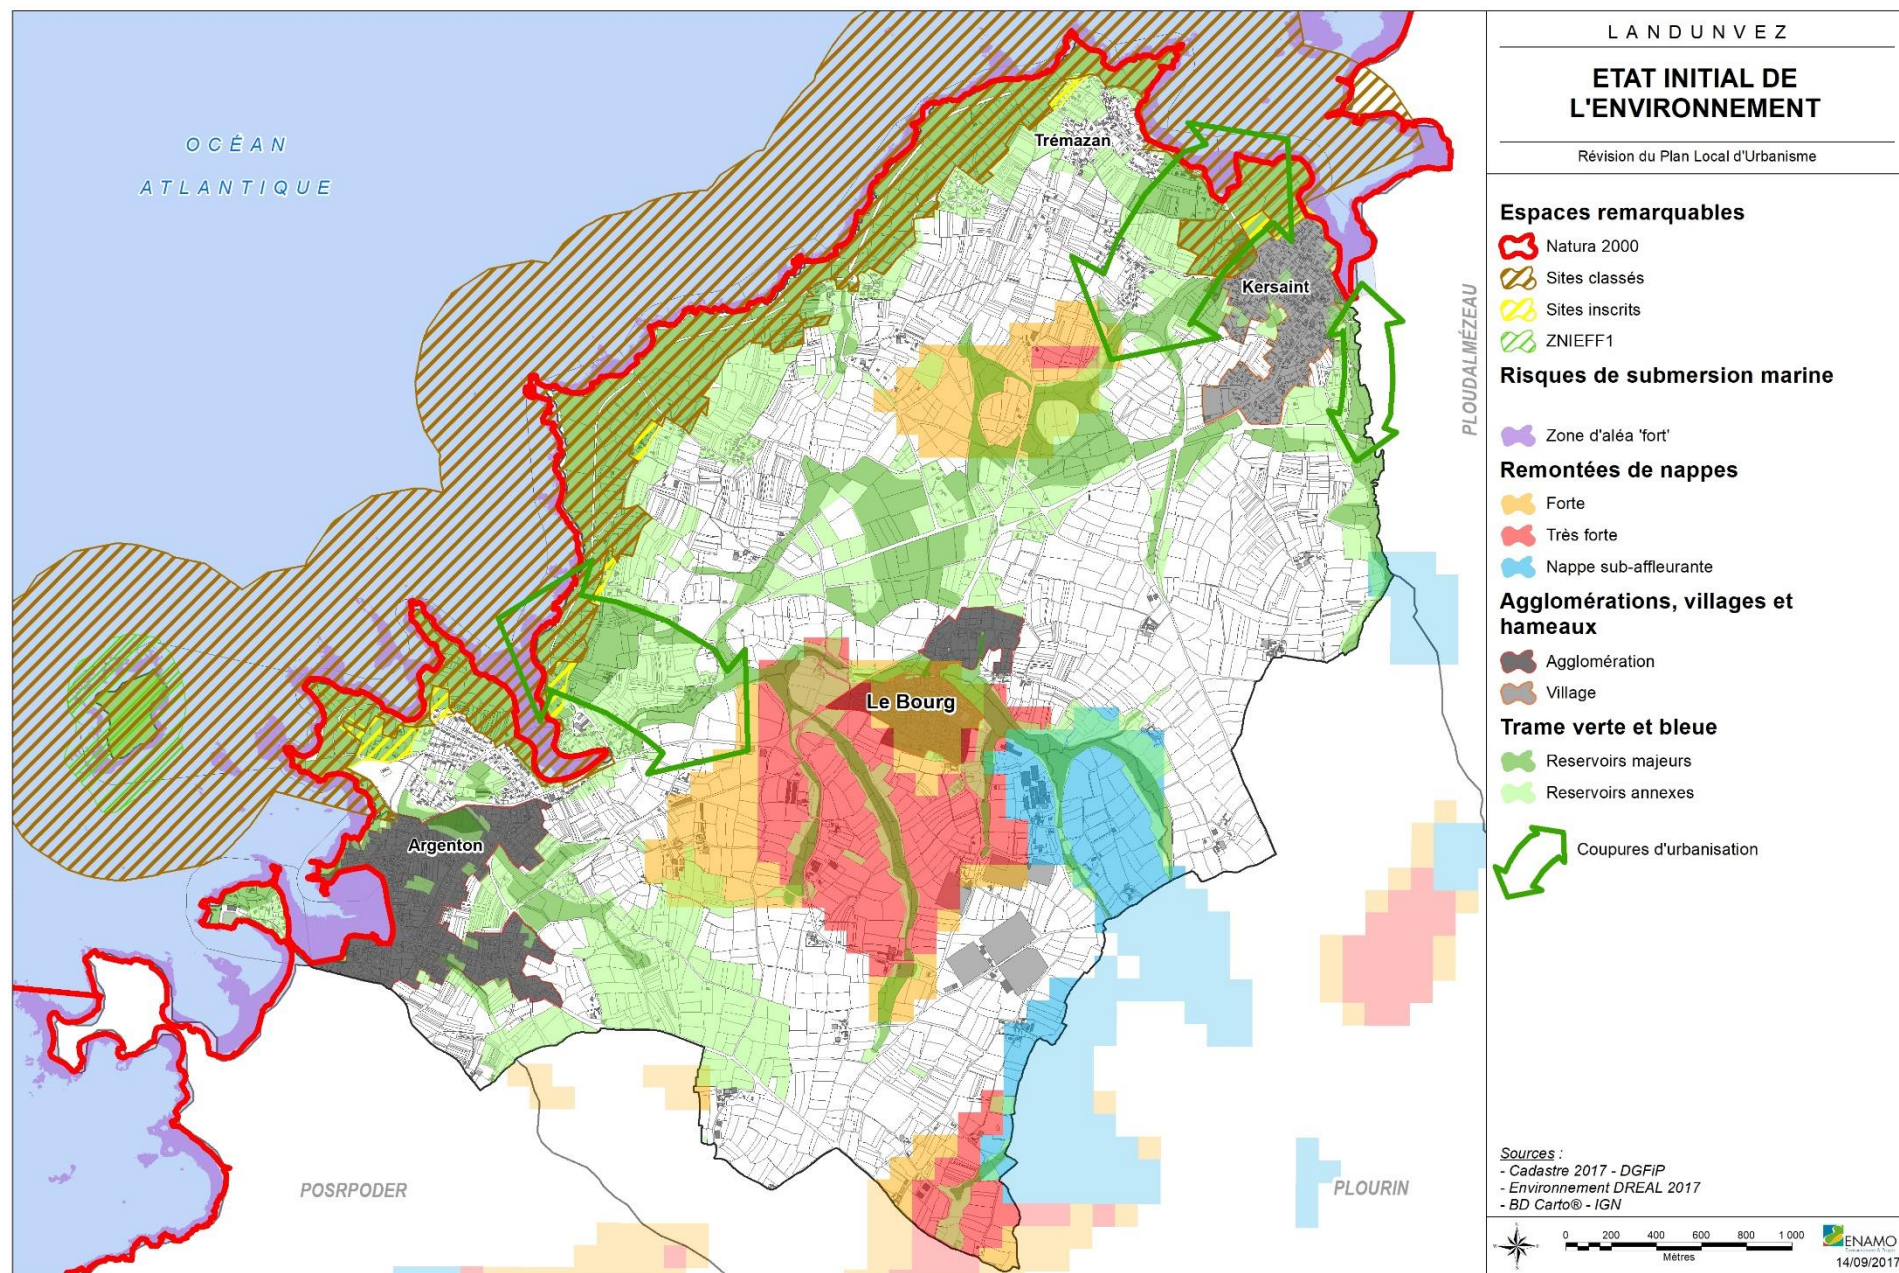 OCÉAN
ATLANTIQUE
Trémazan
Kersaint
PLOUDALMÉZEAU
Le Bourg
Argenton
POSRPODER
PLOURIN
LANDUNVEZ
ETAT INITIAL DE
L'ENVIRONNEMENT
Révision du Plan Local d'Urbanisme
Espaces remarquables
Natura 2000
Sites classés
Sites inscrits
ZNIEFF1
Risques de submersion marine
Zone d'aléa 'fort'
Remontées de nappes
Forte
Très forte
Nappe sub-affleurante
Agglomérations, villages et
hameaux
Agglomération
Village
Trame verte et bleue
Reservoirs majeurs
Reservoirs annexes
Coupures d'urbanisation
Sources :
- Cadastre 2017 - DGFiP
- Environnement DREAL 2017
- BD Carto® - IGN
0 200 400 600 800 1 000
Mètres
ENAMO
14/09/2017